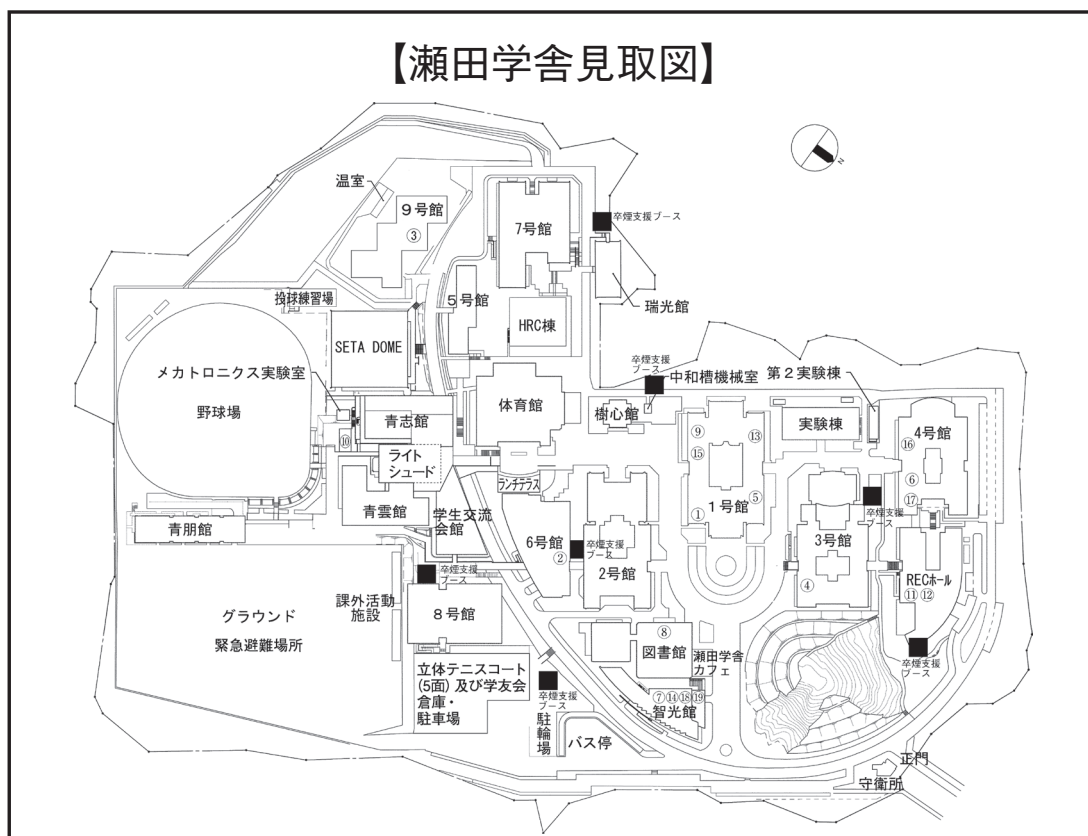 【瀬田学舎見取図】
N
温室
9号館
③
7号館
卒煙支援ブース
投球練習場
5号館
HRC棟
瑞光館
SETA DOME
メカトロニクス実験室
野球場
⑩
青志館
体育館
卒煙支援
ブース
中和槽機械室
樹心館
第2実験棟
実験棟
⑨
⑬
⑮
⑤
①
1号館
4号館
⑯
⑥
⑰
ライト
シュード
ランチテラス
青雲館
学生交流
会館
青朋館
6号館
②
卒煙支援
ブース
2号館
3号館
④
卒煙支援
ブース
RECホール
⑪ ⑫
卒煙支援
ブース
課外活動
施設
卒煙支援
ブース
8号館
グラウンド
緊急避難場所
立体テニスコート
(5面) 及び学友会
倉庫・
駐車場
⑧
図書館
瀬田学舎
カフェ
⑦⑭⑱⑲
智光館
卒煙支援
ブース
駐輪場
バス停
正門
守衛所